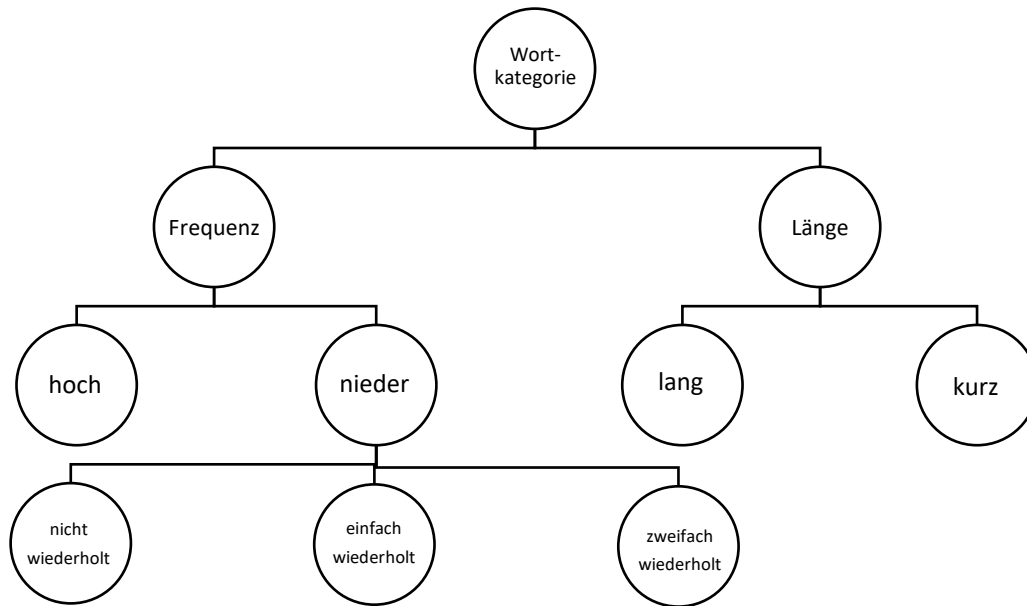 Wort-
kategorie
Frequenz
Länge
hoch
nieder
lang
kurz
nicht
wiederholt
einfach
wiederholt
zweifach
wiederholt